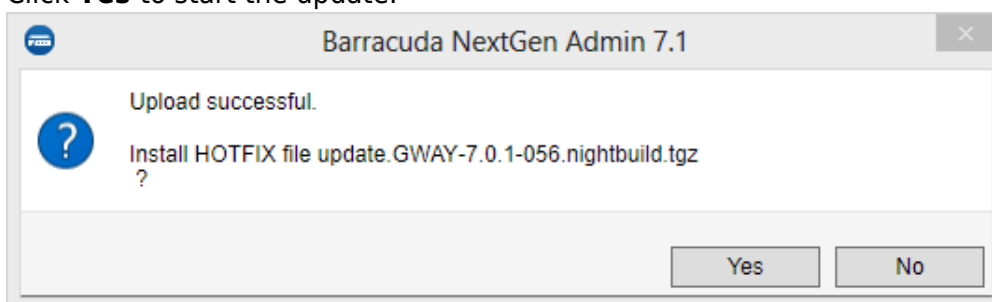 Click Yes to start the update.
Barracuda NextGen Admin 7.1
Upload successful.
Install HOTFIX file update.GWAY-7.0.1-056.nightbuild.tgz
?
Yes
No